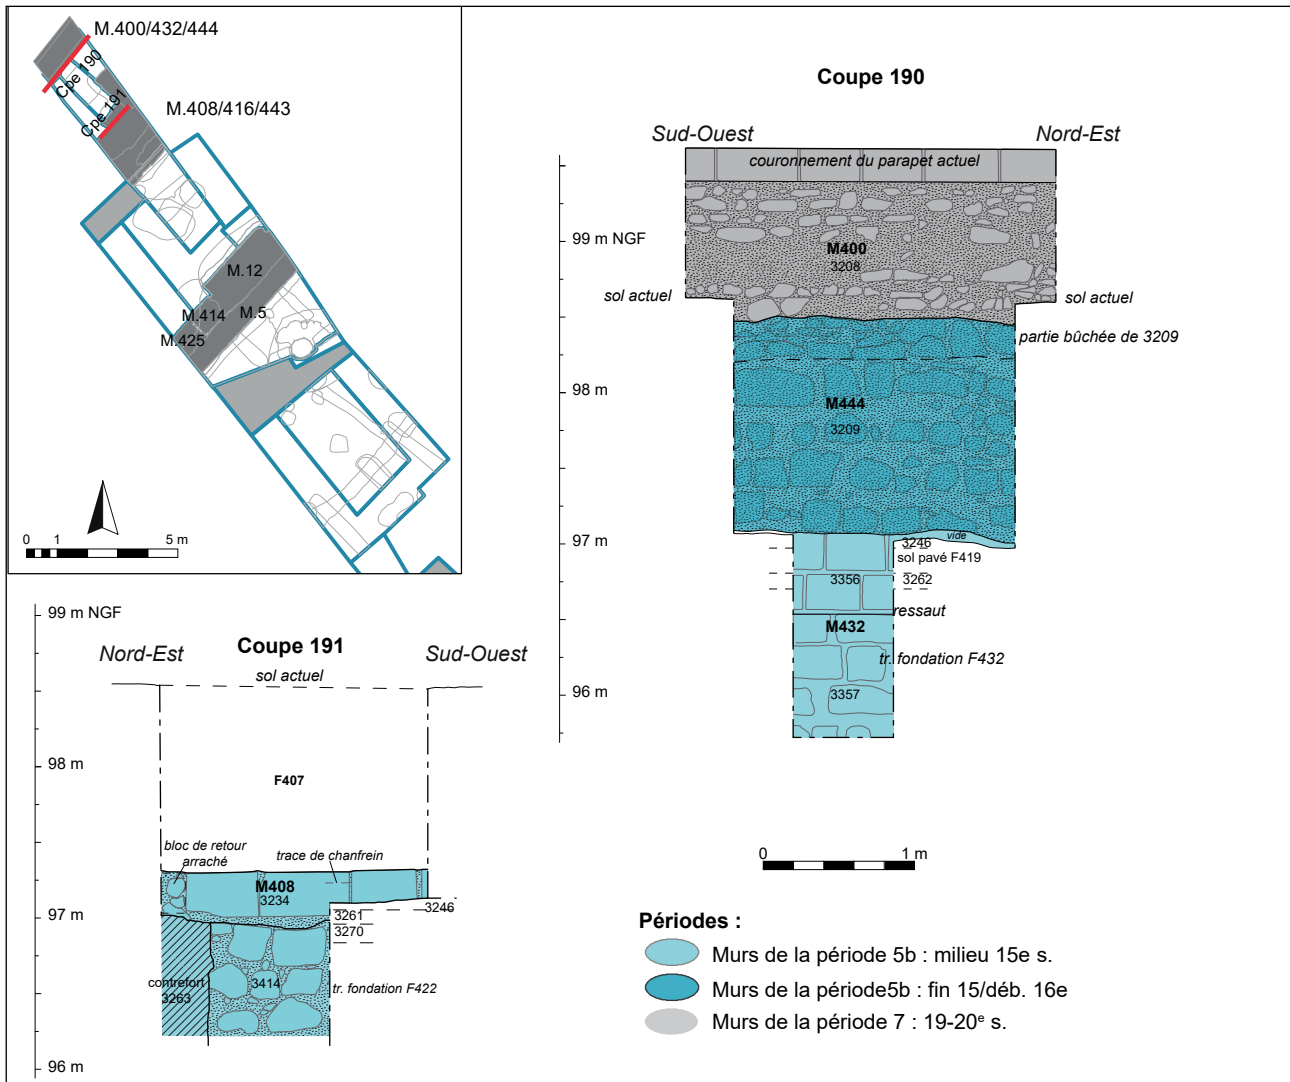 M.400/432/444
Cpe 190
Cpe 191
M.408/416/443
M.12
M.414
M.5
M.425
0 1 5 m
Coupe 190
Sud-Ouest
Nord-Est
couronnement du parapet actuel
99 m NGF
M400
3208
sol actuel
sol actuel
partie bûchée de 3209
98 m
M444
3209
97 m
vide
3246
sol pavé F419
3356
3262
ressaut
M432
tr. fondation F432
3357
96 m
99 m NGF
Coupe 191
Nord-Est
Sud-Ouest
sol actuel
98 m
F407
bloc de retour
arraché
trace de chanfrein
M408
3234
97 m
3246
3261
3270
contrefort
3263
3414
tr. fondation F422
96 m
0 1 m
Périodes :
Murs de la période 5b : milieu 15e s.
Murs de la période5b : fin 15/déb. 16e
Murs de la période 7 : 19-20e s.